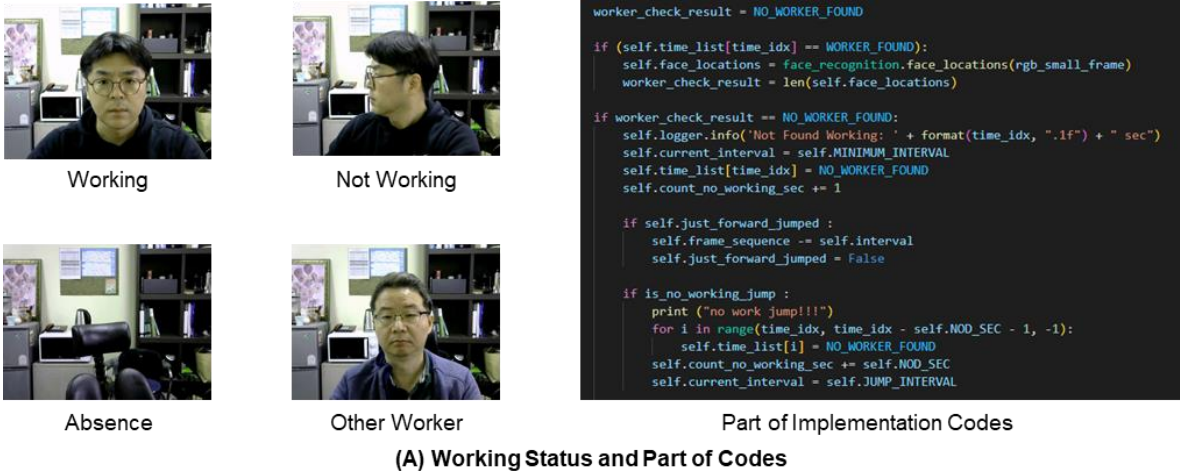 Working
Not Working
Absence
Other Worker
worker_check_result = NO_WORKER_FOUND
if (self.time_list[time_idx] == WORKER_FOUND):
self.face_locations = face_recognition.face_locations(rgb_small_frame)
worker_check_result = len(self.face_locations)
if worker_check_result == NO_WORKER_FOUND:
self.logger.info('Not Found Working: ' + format(time_idx, ".1f") + " sec")
self.current_interval = self.MINIMUM_INTERVAL
self.time_list[time_idx] = NO_WORKER_FOUND
self.count_no_working_sec += 1
if self.just_forward_jumped :
self.frame_sequence -= self.interval
self.just_forward_jumped = False
if is_no_working_jump :
print ("no work jump!!!")
for i in range(time_idx, time_idx - self.NOD_SEC - 1, -1):
self.time_list[i] = NO_WORKER_FOUND
self.count_no_working_sec += self.NOD_SEC
self.current_interval = self.JUMP_INTERVAL
Part of Implementation Codes
(A) Working Status and Part of Codes